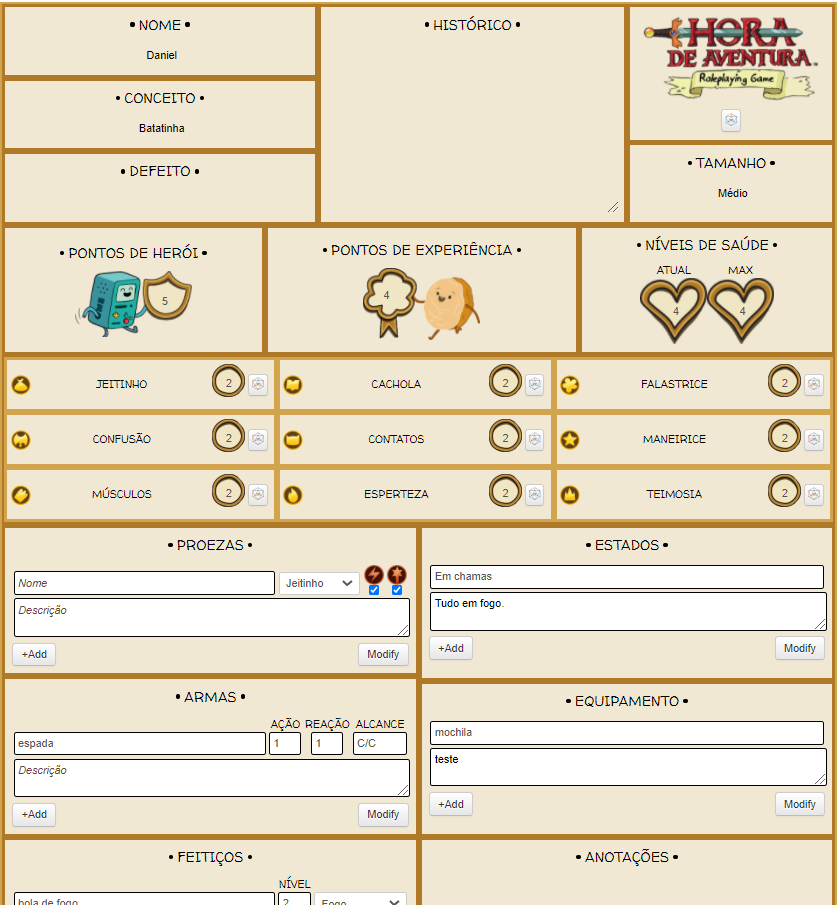 • NOME •
Daniel
• CONCEITO •
Batatinha
• DEFEITO •
• HISTÓRICO •
HORA
DE AVENTURA
Roleplaying Game
• TAMANHO •
Médio
• PONTOS DE HERÓI •
5
• PONTOS DE EXPERIÊNCIA •
4
• NÍVEIS DE SAÚDE •
ATUAL MAX
4 4
JEITINHO 2
CACHOLA 2
FALASTRICE 2
CONFUSÃO 2
CONTATOS 2
MANEIRICE 2
MÚSCULOS 2
ESPERTEZA 2
TEIMOSIA 2
• PROEZAS •
Nome Jeitinho
Descrição
+Add Modify
• ESTADOS •
Em chamas
Tudo em fogo.
+Add Modify
• ARMAS •
AÇÃO REAÇÃO ALCANCE
espada 1 1 C/C
Descrição
+Add Modify
• EQUIPAMENTO •
mochila
teste
+Add Modify
• FEITIÇOS •
NÍVEL
bola de fogo 2 Fogo
• ANOTAÇÕES •